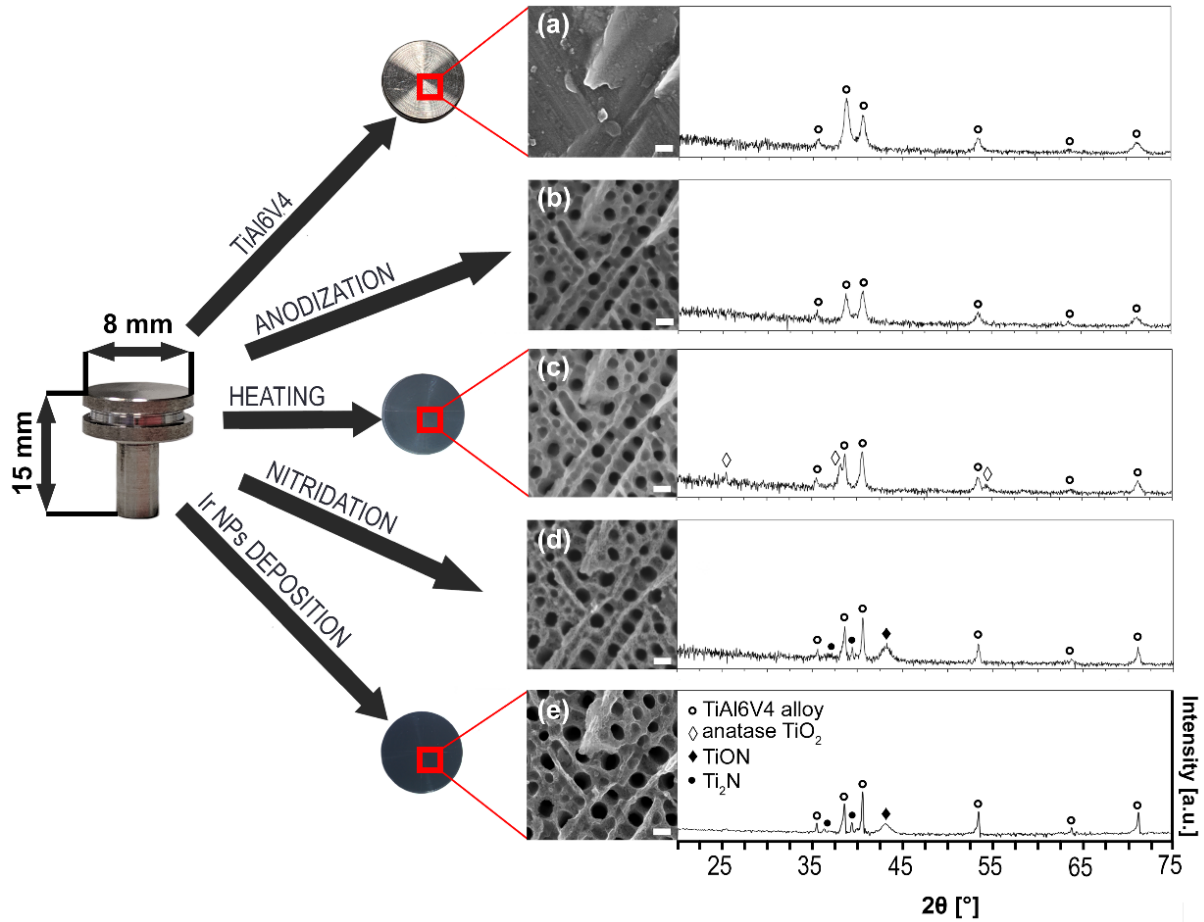 (a)
TiAl6V4
(b)
ANODIZATION
8 mm
(c)
HEATING
15 mm
NITRIDATION
(d)
Ir NPs DEPOSITION
(e)
TiAl6V4 alloy
anatase TiO₂
TiON
Ti₂N
Intensity [a.u.]
25 35 45 55 65 75
2θ [°]